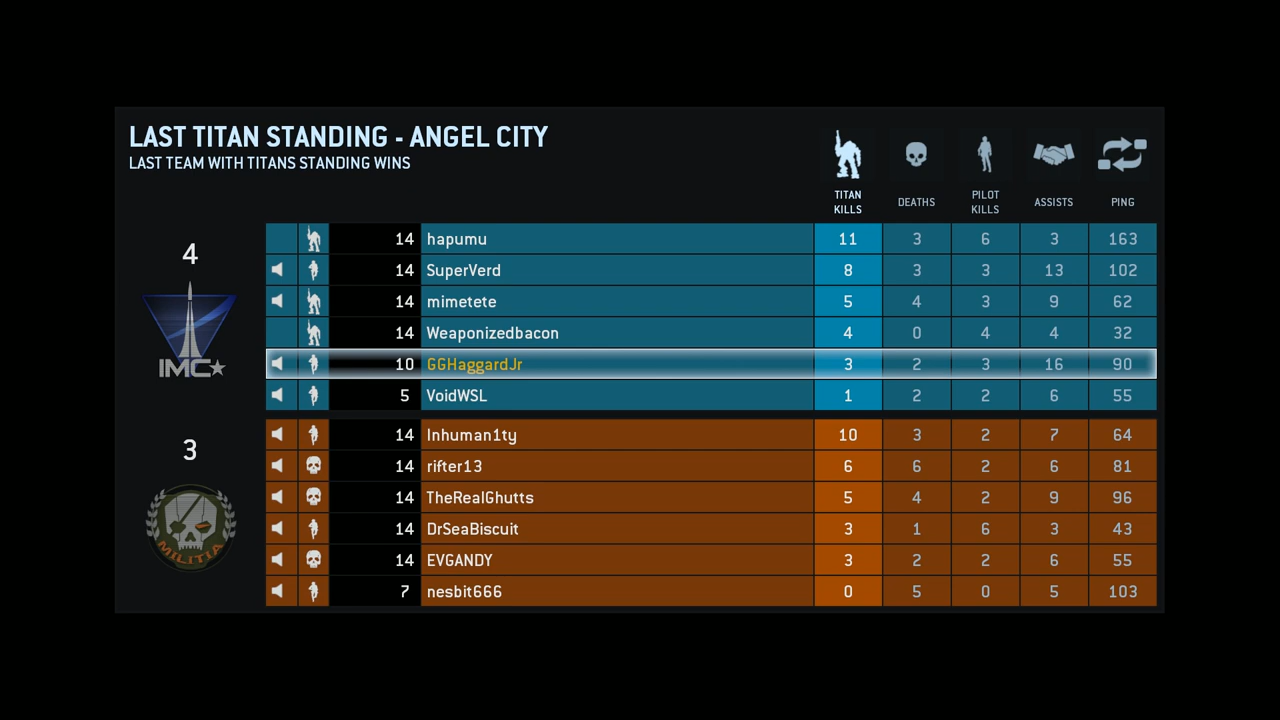 LAST TITAN STANDING - ANGEL CITY
LAST TEAM WITH TITANS STANDING WINS
TITAN KILLS DEATHS PILOT KILLS ASSISTS PING
4
IMC
14 hapumu 11 3 6 3 163
14 SuperVerd 8 3 3 13 102
14 mimetete 5 4 3 9 62
14 Weaponizedbacon 4 0 4 4 32
10 GGHaggardJr 3 2 3 16 90
5 VoidWSL 1 2 2 6 55
3
MILITIA
14 Inhuman1ty 10 3 2 7 64
14 rifter13 6 6 2 6 81
14 TheRealGhutts 5 4 2 9 96
14 DrSeaBiscuit 3 1 6 3 43
14 EVGANDY 3 2 2 6 55
7 nesbit666 0 5 0 5 103